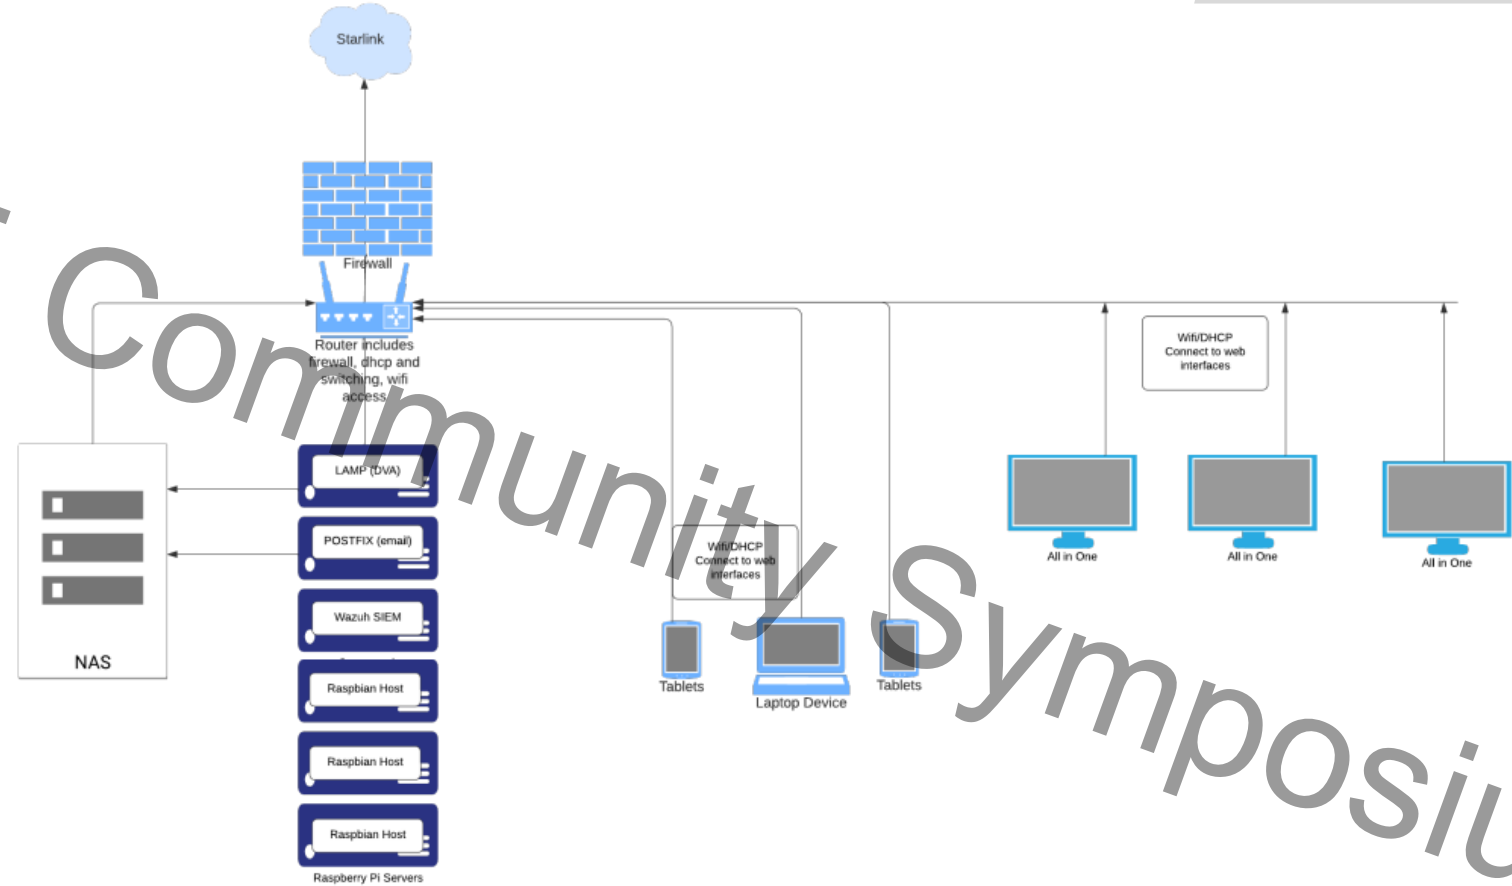 Starlink
Firewall
Router includes
firewall, dhcp and
switching, wifi
access
Wifi/DHCP
Connect to web
interfaces
LAMP (DVA)
POSTFIX (email)
Wazuh SIEM
Raspbian Host
Raspbian Host
Raspbian Host
Raspberry Pi Servers
NAS
Wifi/DHCP
Connect to web
interfaces
Tablets
Laptop Device
Tablets
All in One
All in One
All in One
Community Symposiu